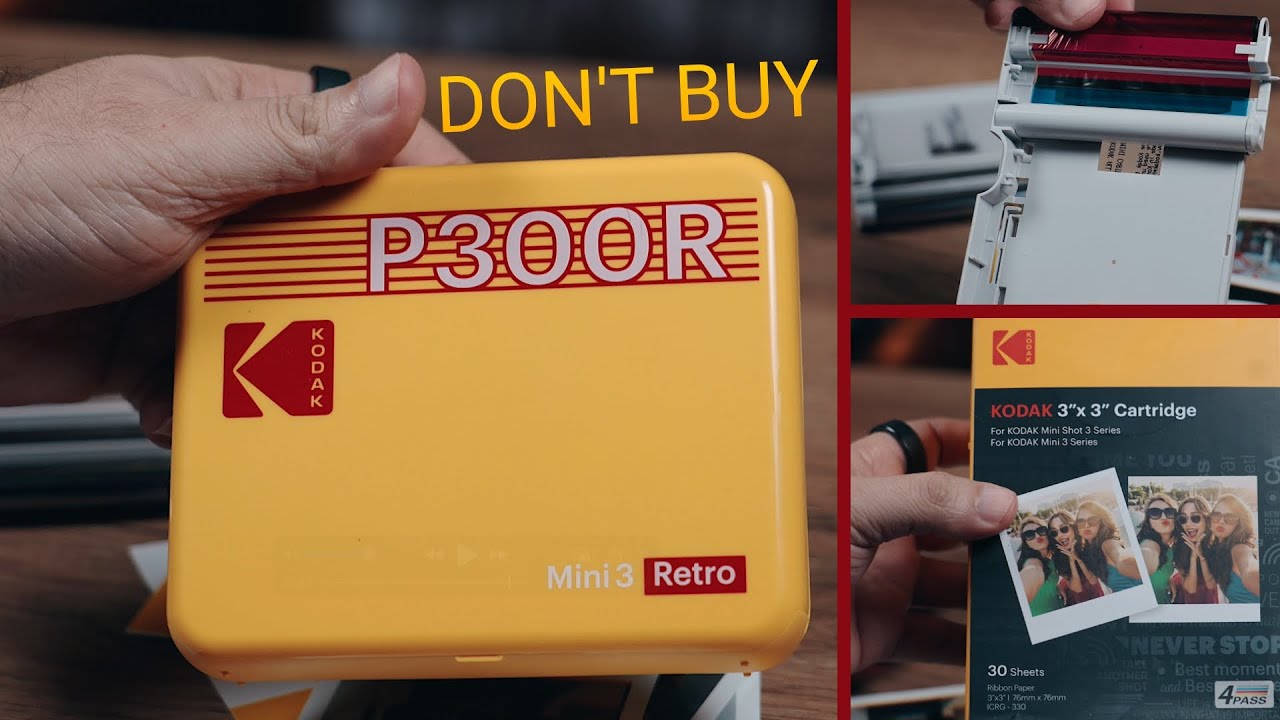 DON'T BUY
P300R
KODAK
Mini 3 Retro
KODAK
KODAK 3"x 3" Cartridge
For KODAK Mini Shot 3 Series
For KODAK Mini 3 Series
NEVER STOP
Best moment
ANOTHER
SHOT
30 Sheets
Ribbon Paper
3"x3" | 76mm x 76mm
ICRG - 330
4PASS